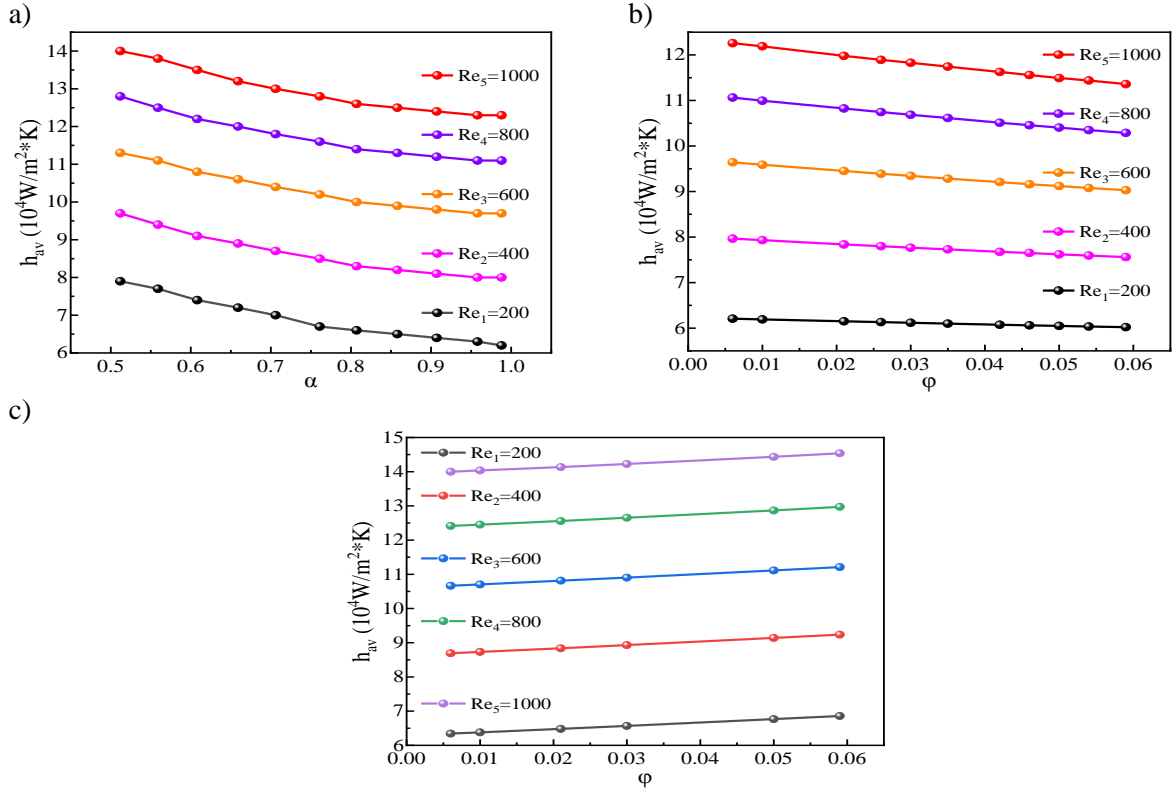 a)
14
13
12
11
10
9
8
7
6
h_av (10^4W/m^2*K)
Re_5=1000
Re_4=800
Re_3=600
Re_2=400
Re_1=200
0.5 0.6 0.7 0.8 0.9 1.0
α
b)
12
11
10
9
8
7
6
h_av (10^4W/m^2*K)
Re_5=1000
Re_4=800
Re_3=600
Re_2=400
Re_1=200
0.00 0.01 0.02 0.03 0.04 0.05 0.06
φ
c)
15
14
13
12
11
10
9
8
7
6
h_av (10^4W/m^2*K)
Re_1=200
Re_2=400
Re_3=600
Re_4=800
Re_5=1000
0.00 0.01 0.02 0.03 0.04 0.05 0.06
φ